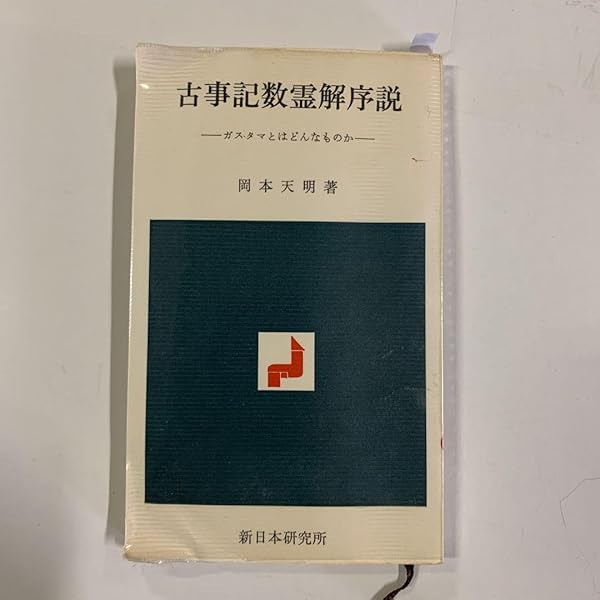 古事記数霊解序説
──ガズタマとはどんなものか──
岡本天明著
新日本研究所